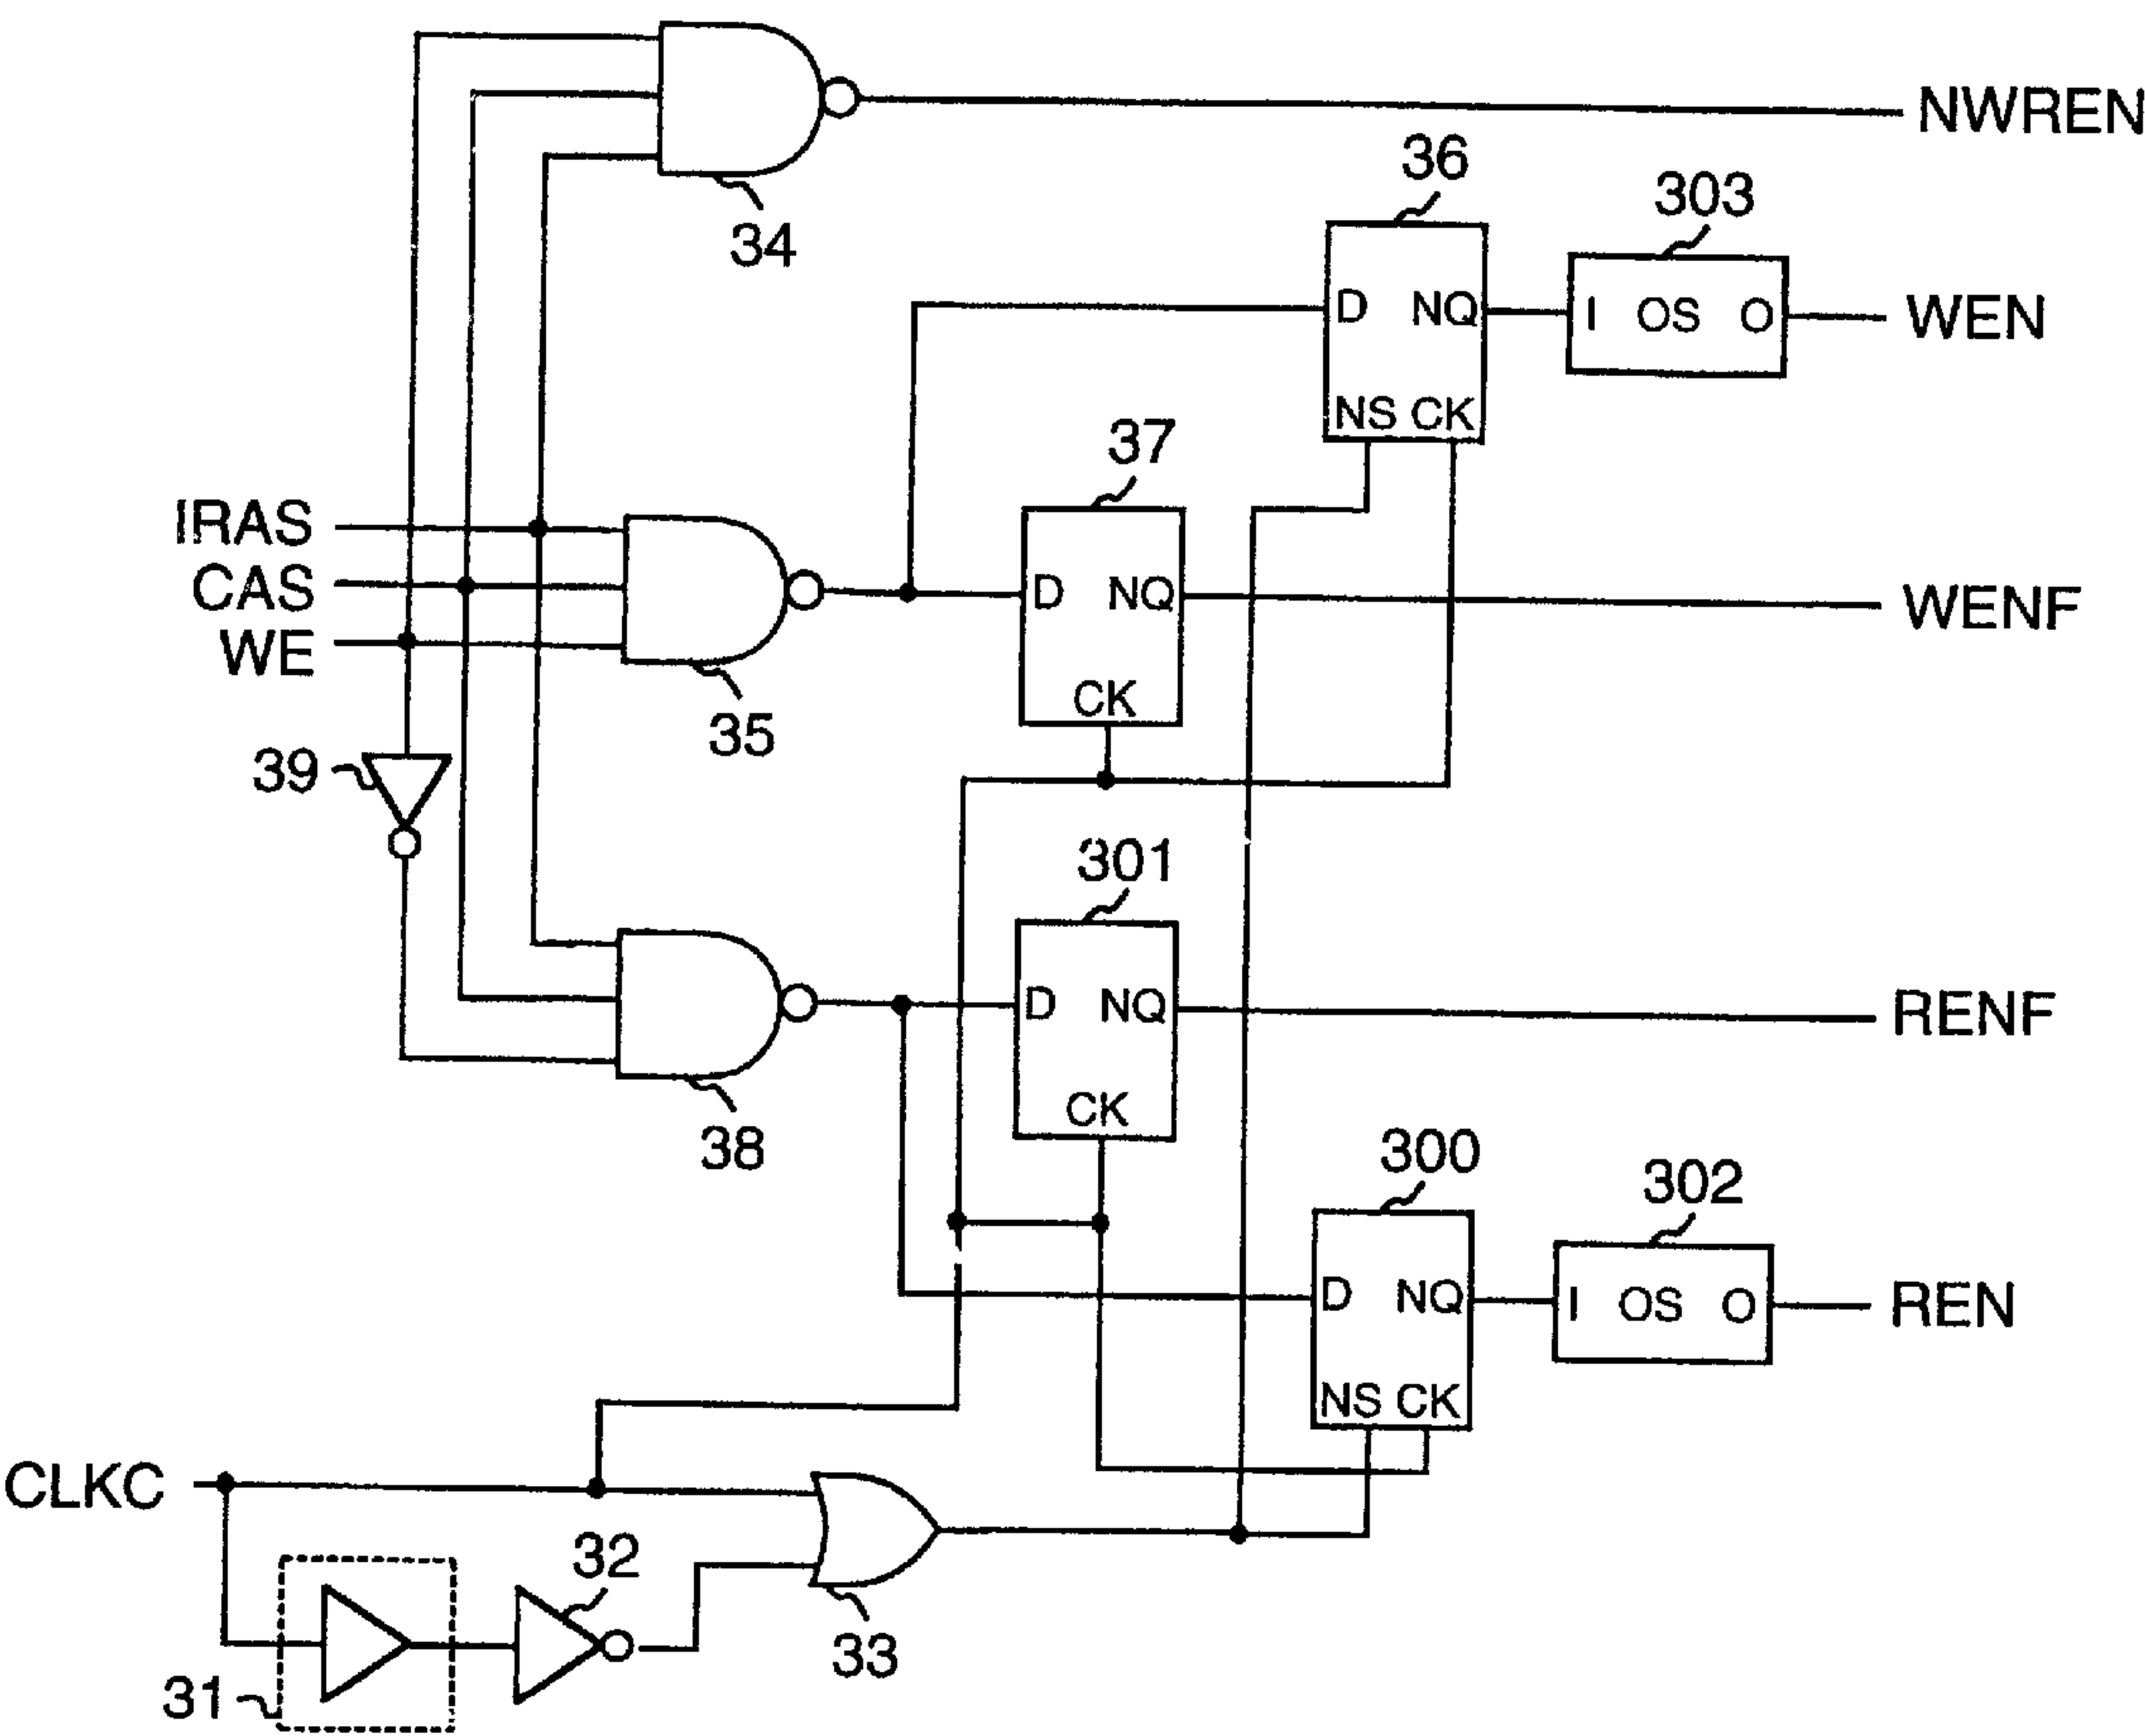 NWREN
34
36
303
D NQ
I OS O
WEN
NS CK
37
IRAS
CAS
WE
D NQ
WENF
CK
35
39
301
D NQ
RENF
CK
38
300
302
D NQ
I OS O
REN
NS CK
CLKC
32
33
31